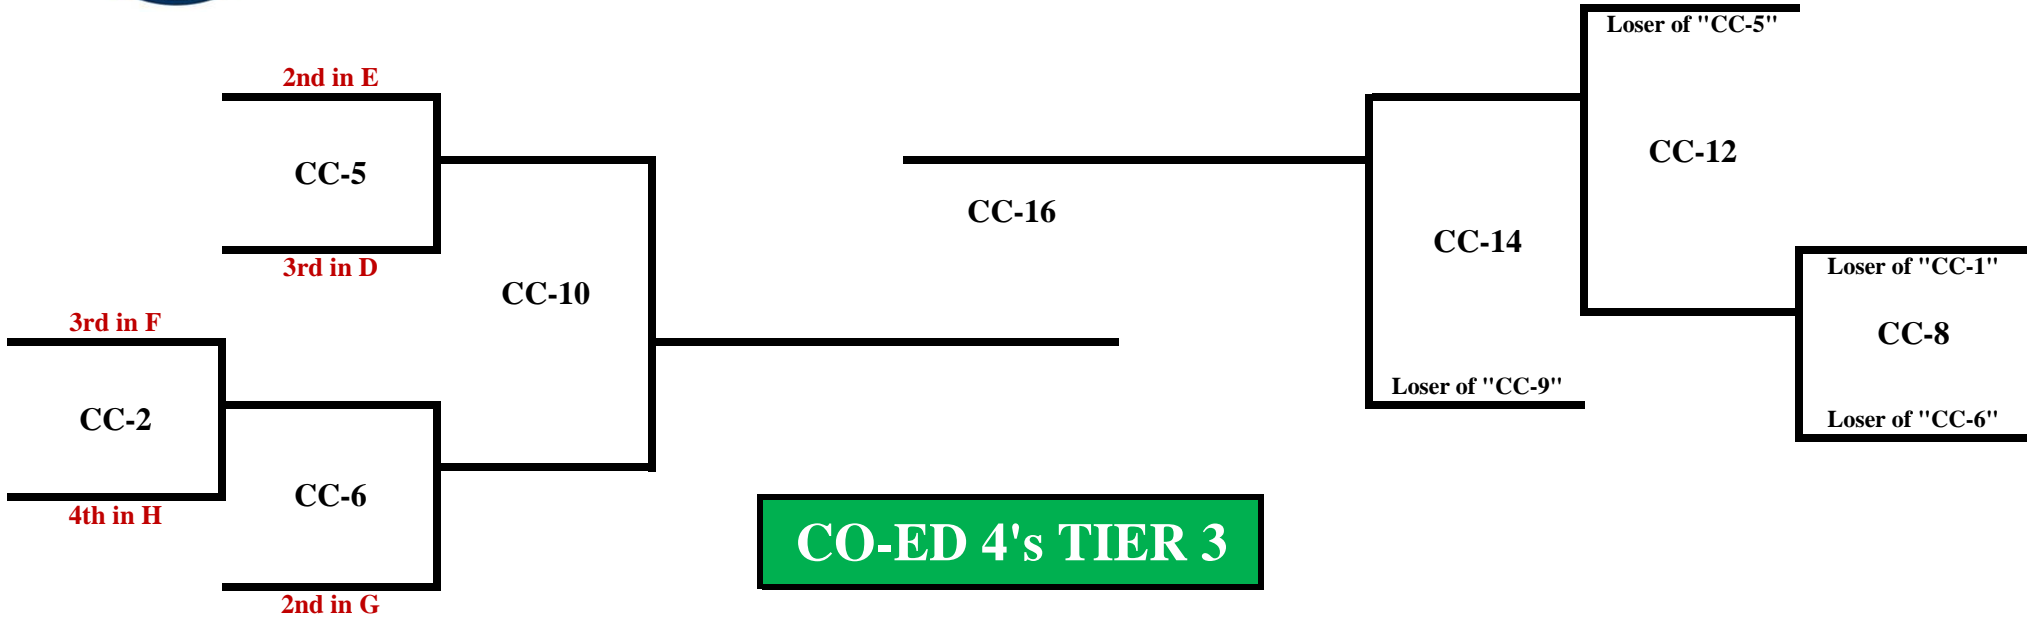 Loser of "CC-5"
2nd in E
CC-5
CC-12
CC-16
CC-14
3rd in D
Loser of "CC-1"
CC-10
3rd in F
CC-8
Loser of "CC-9"
CC-2
Loser of "CC-6"
CC-6
4th in H
CO-ED 4's TIER 3
2nd in G